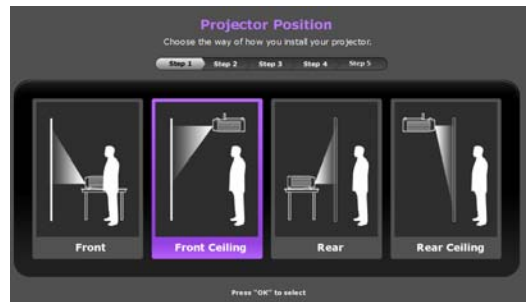 Projector Position
Choose the way of how you install your projector.
Step 1 Step 2 Step 3 Step 4 Step 5
Front Front Ceiling Rear Rear Ceiling
Press "OK" to select